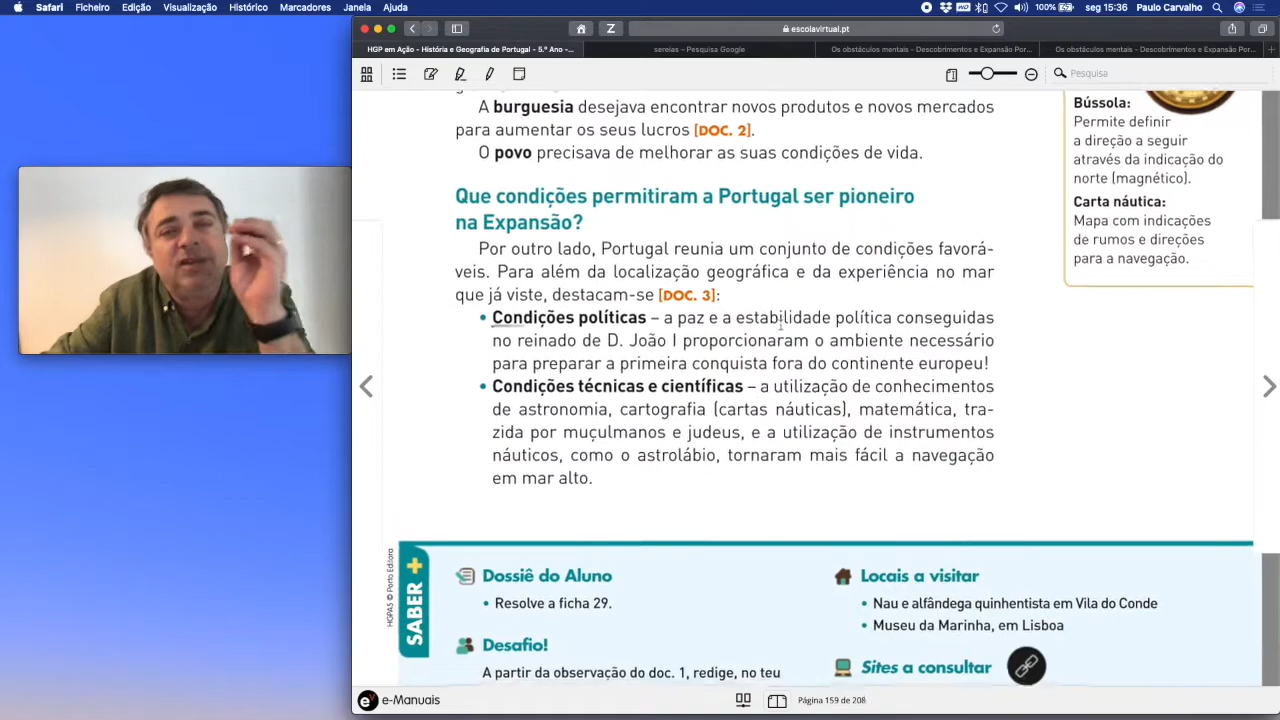 Safari Ficheiro Edição Visualização Histórico Marcadores Janela Ajuda
100% seg 15:36 Paulo Carvalho
escolavirtual.pt
HGP em Ação - História e Geografia de Portugal - 5.º Ano -...
sereias – Pesquisa Google
Os obstáculos mentais - Descobrimentos e Expansão Por...
Os obstáculos mentais - Descobrimentos e Expansão Por...
Pesquisa
A burguesia desejava encontrar novos produtos e novos mercados
para aumentar os seus lucros [DOC. 2].
O povo precisava de melhorar as suas condições de vida.
Que condições permitiram a Portugal ser pioneiro
na Expansão?
Por outro lado, Portugal reunia um conjunto de condições favorá-
veis. Para além da localização geográfica e da experiência no mar
que já viste, destacam-se [DOC. 3]:
• Condições políticas – a paz e a estabilidade política conseguidas
no reinado de D. João I proporcionaram o ambiente necessário
para preparar a primeira conquista fora do continente europeu!
• Condições técnicas e científicas – a utilização de conhecimentos
de astronomia, cartografia (cartas náuticas), matemática, tra-
zida por muçulmanos e judeus, e a utilização de instrumentos
náuticos, como o astrolábio, tornaram mais fácil a navegação
em mar alto.
Bússola:
Permite definir
a direção a seguir
através da indicação do
norte (magnético).
Carta náutica:
Mapa com indicações
de rumos e direções
para a navegação.
HGPA5 © Porto Editora
SABER +
Dossiê do Aluno
• Resolve a ficha 29.
Desafio!
A partir da observação do doc. 1, redige, no teu
Locais a visitar
• Nau e alfândega quinhentista em Vila do Conde
• Museu da Marinha, em Lisboa
Sites a consultar
e-Manuais
Página 159 de 208